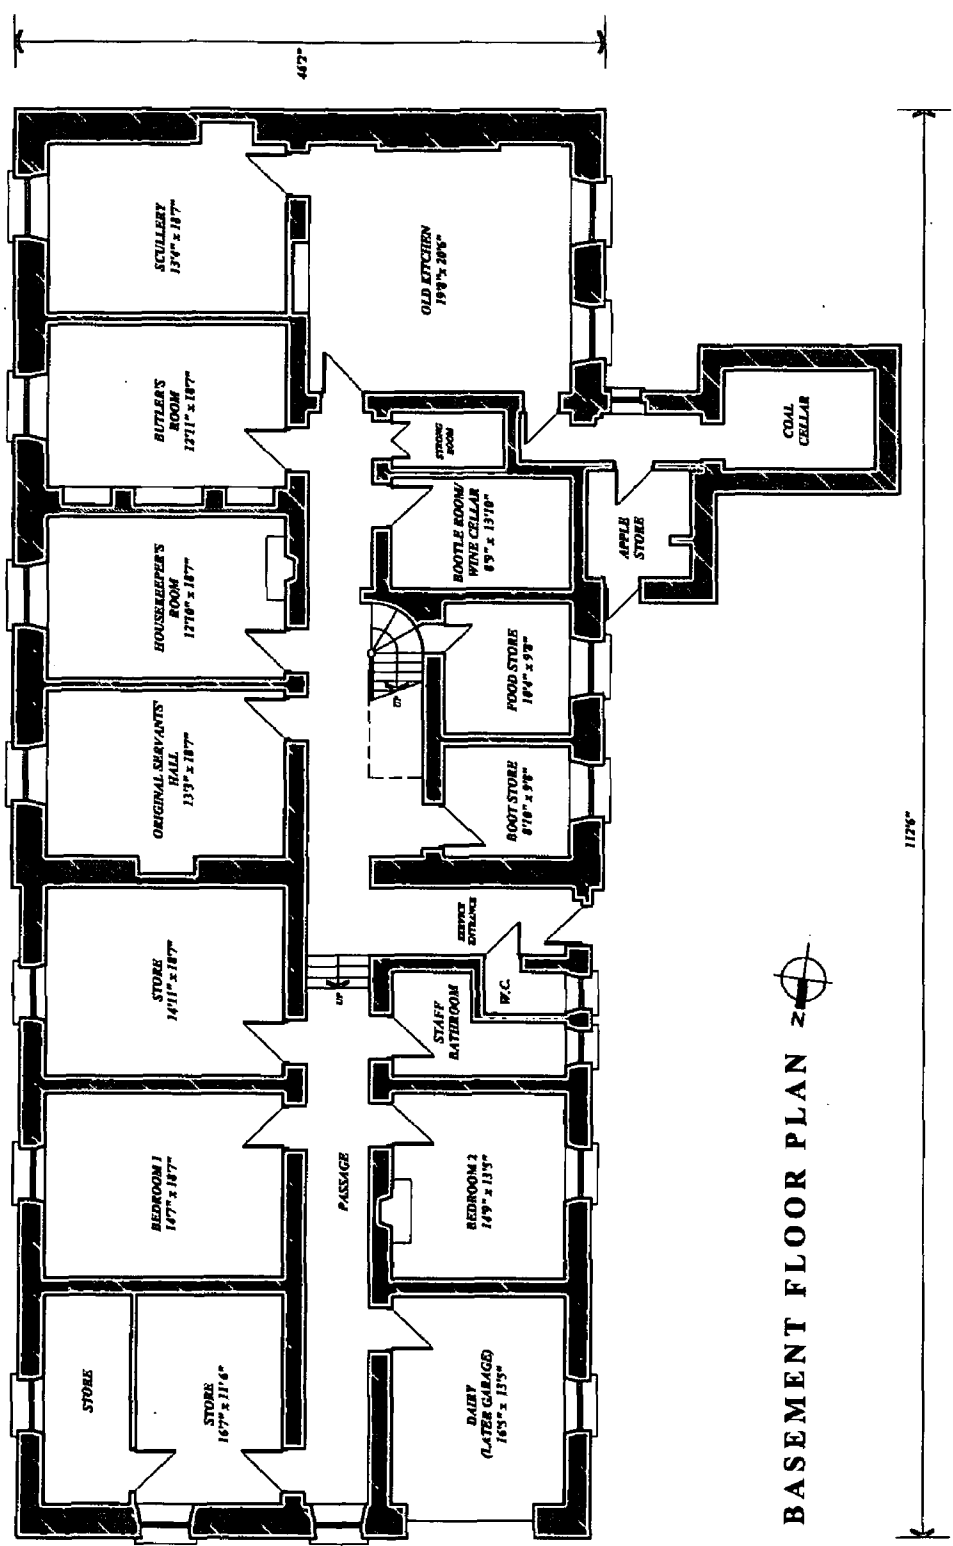 46'2"
SCULLERY
13'4" x 18'7"
OLD KITCHEN
19'8" x 20'6"
BUTLER'S
ROOM
12'11" x 18'7"
STRONG
ROOM
COAL
CELLAR
HOUSEKEEPER'S
ROOM
12'10" x 18'7"
BOOTLE ROOM/
WINE CELLAR
8'9" x 13'10"
APPLE
STORE
ORIGINAL SERVANTS'
HALL
13'3" x 18'7"
UP
FOOD STORE
10'4" x 9'8"
BOOT STORE
8'10" x 9'8"
112'6"
STORE
14'11" x 18'7"
UP
SERVICE
ENTRANCE
W.C.
STAFF
BATHROOM
BEDROOM 1
14'7" x 18'7"
PASSAGE
BEDROOM 2
14'9" x 13'5"
STORE
STORE
16'7" x 11'6"
DAIRY
(LATER GARAGE)
16'5" x 13'5"
BASEMENT FLOOR PLAN
N